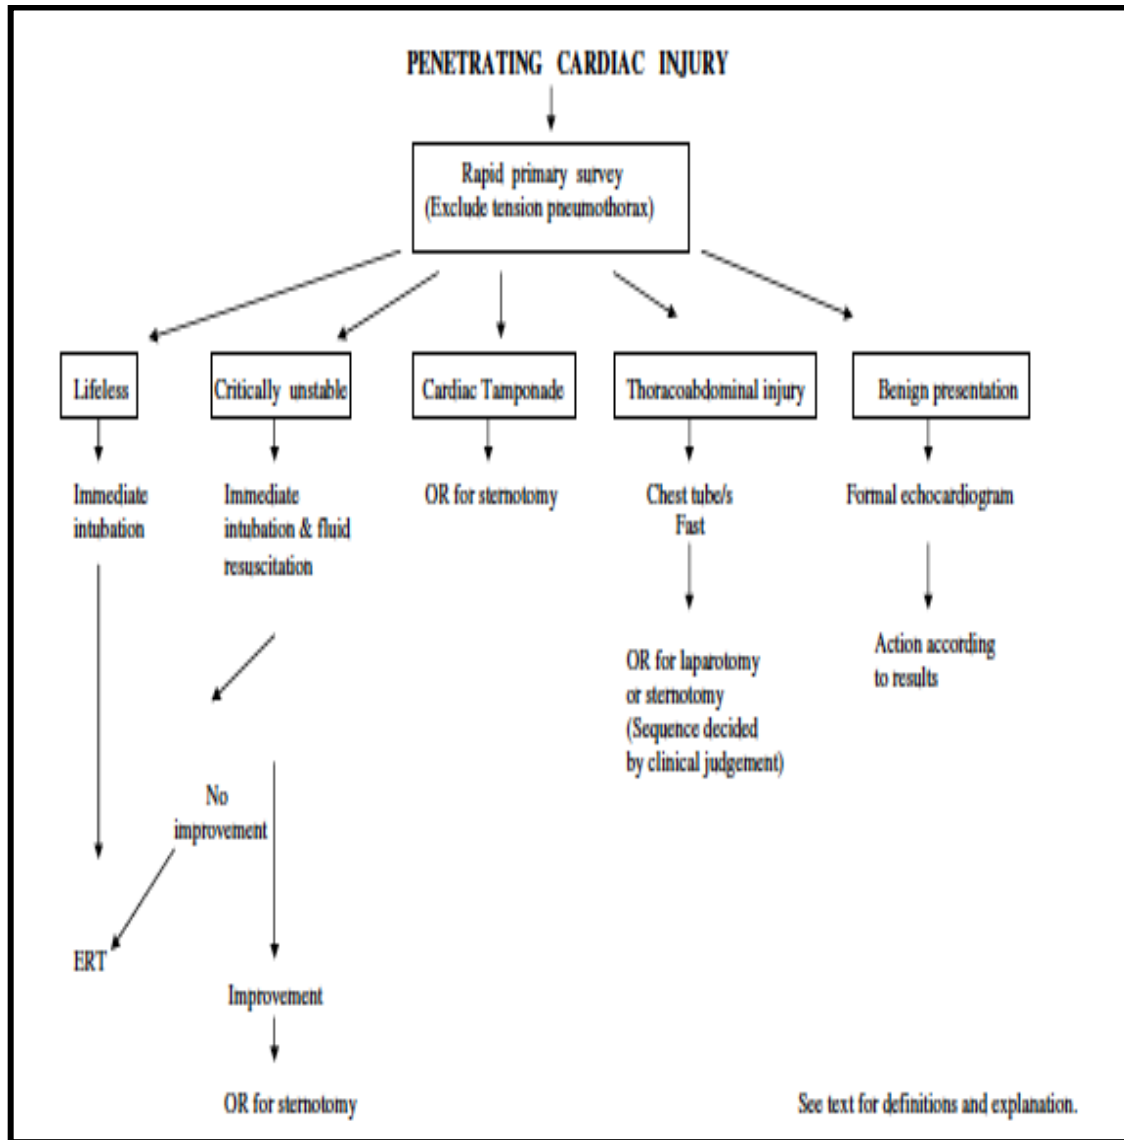 PENETRATING CARDIAC INJURY
Rapid primary survey
(Exclude tension pneumothorax)
Lifeless
Critically unstable
Cardiac Tamponade
Thoracoabdominal injury
Benign presentation
Immediate
intubation
Immediate
intubation & fluid
resuscitation
OR for sternotomy
Chest tube/s
Fast
Formal echocardiogram
OR for laparotomy
or sternotomy
(Sequence decided
by clinical judgement)
Action according
to results
No
improvement
ERT
Improvement
OR for sternotomy
See text for definitions and explanation.